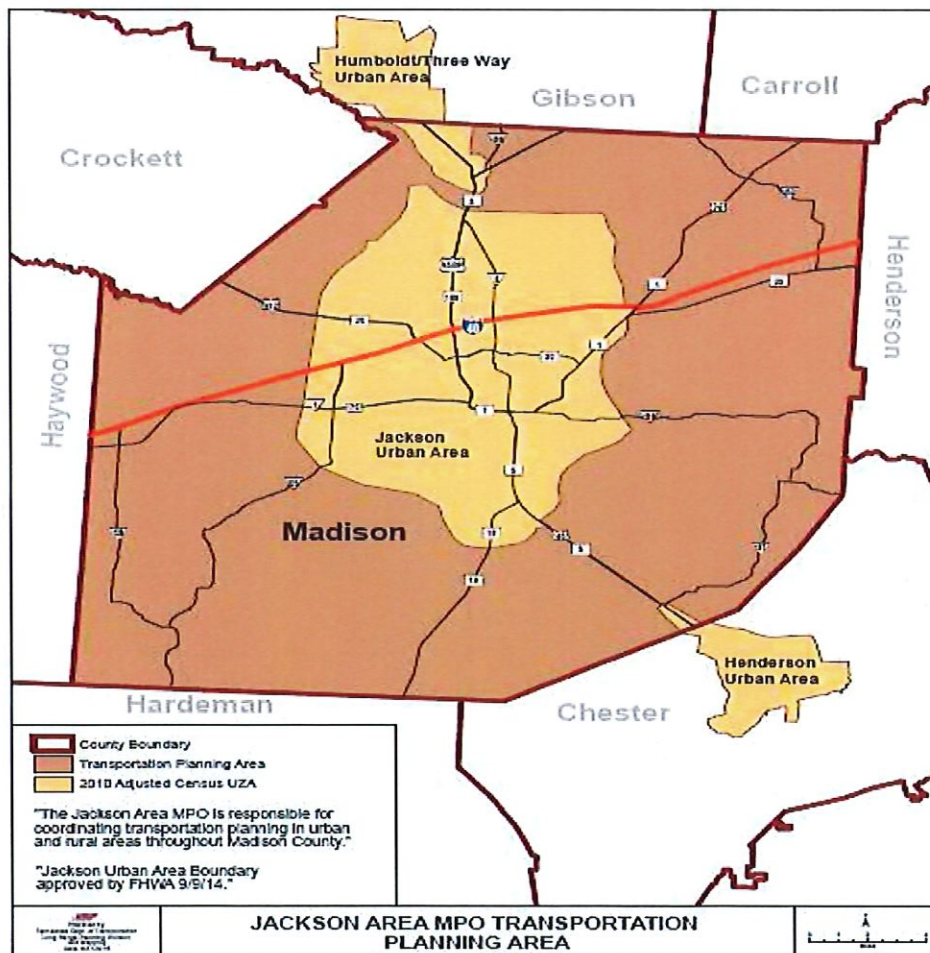 Humboldt/Three Way
Urban Area
Gibson
Carroll
Crockett
Henderson
Haywood
Jackson
Urban Area
Madison
Henderson
Urban Area
Hardeman
Chester
County Boundary
Transportation Planning Area
2010 Adjusted Census UZA
"The Jackson Area MPO is responsible for
coordinating transportation planning in urban
and rural areas throughout Madison County."
"Jackson Urban Area Boundary
approved by FHWA 9/9/14."
JACKSON AREA MPO TRANSPORTATION
PLANNING AREA